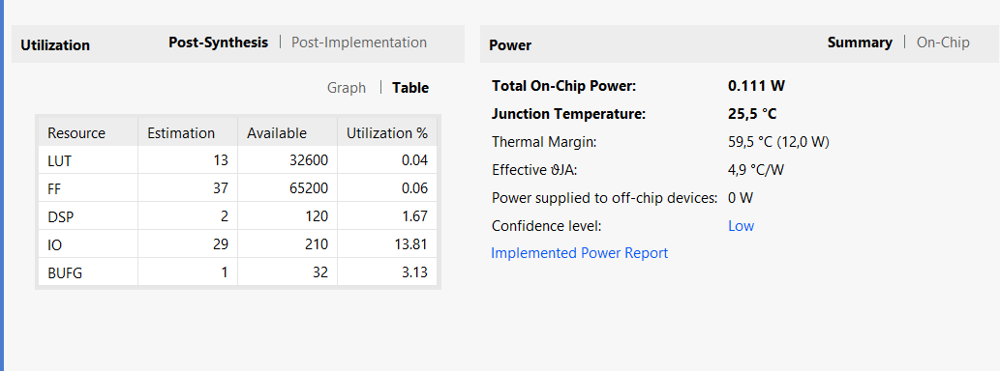 Utilization Post-Synthesis | Post-Implementation
Graph | Table
Resource Estimation Available Utilization %
LUT 13 32600 0.04
FF 37 65200 0.06
DSP 2 120 1.67
IO 29 210 13.81
BUFG 1 32 3.13
Power Summary | On-Chip
Total On-Chip Power: 0.111 W
Junction Temperature: 25,5 °C
Thermal Margin: 59,5 °C (12,0 W)
Effective ϑJA: 4,9 °C/W
Power supplied to off-chip devices: 0 W
Confidence level: Low
Implemented Power Report